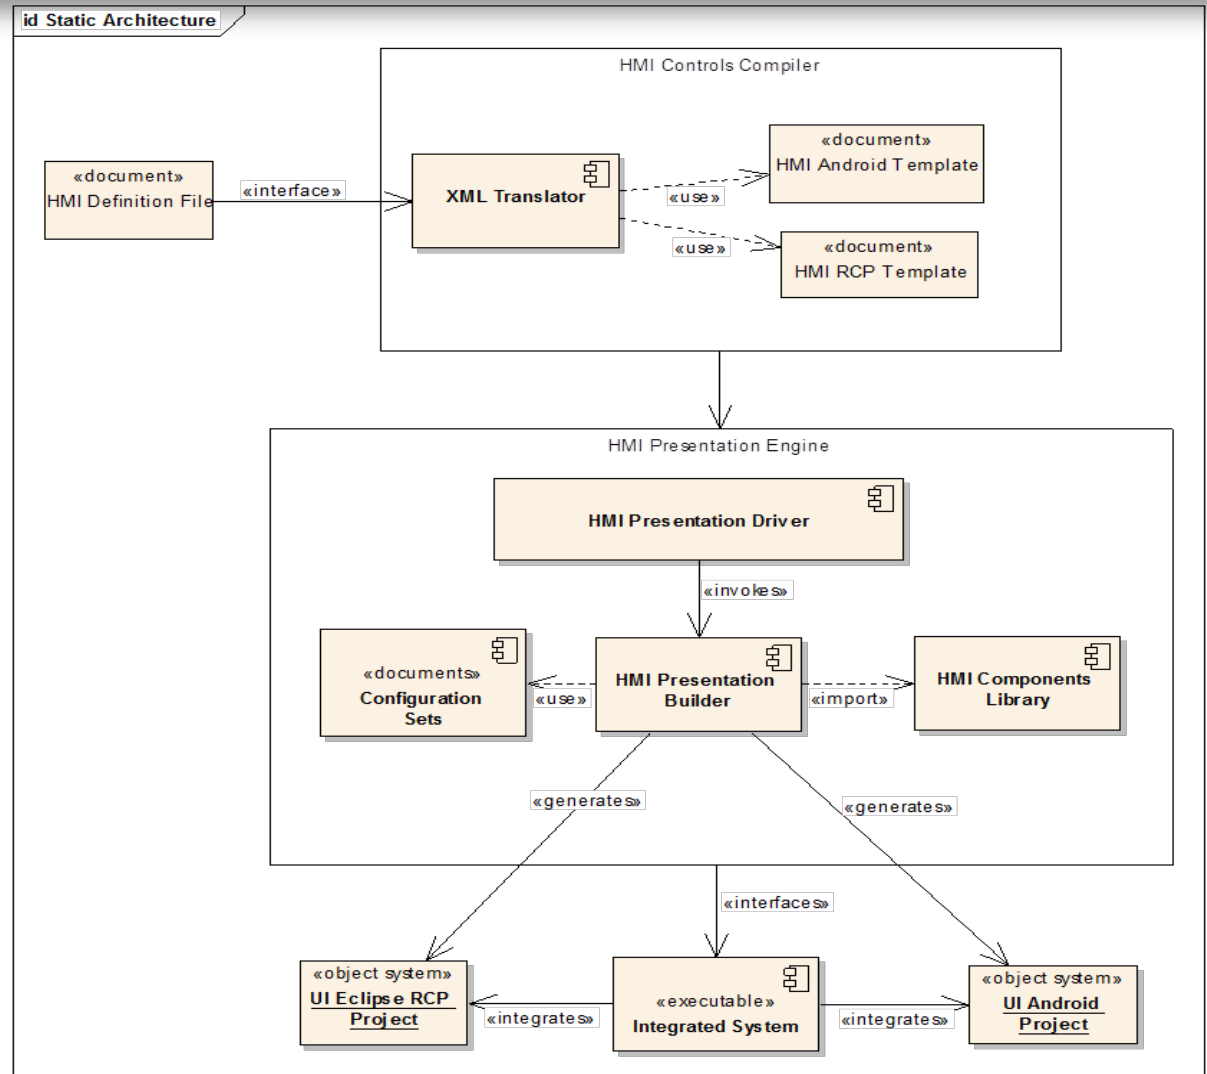 id Static Architecture
HMI Controls Compiler
«document»
HMI Definition File
«interface»
XML Translator
«use»
«use»
«document»
HMI Android Template
«document»
HMI RCP Template
HMI Presentation Engine
HMI Presentation Driver
«invokes»
«documents»
Configuration
Sets
«use»
HMI Presentation
Builder
«import»
HMI Components
Library
«generates»
«generates»
«interfaces»
«object system»
UI Eclipse RCP
Project
«integrates»
«executable»
Integrated System
«integrates»
«object system»
UI Android
Project